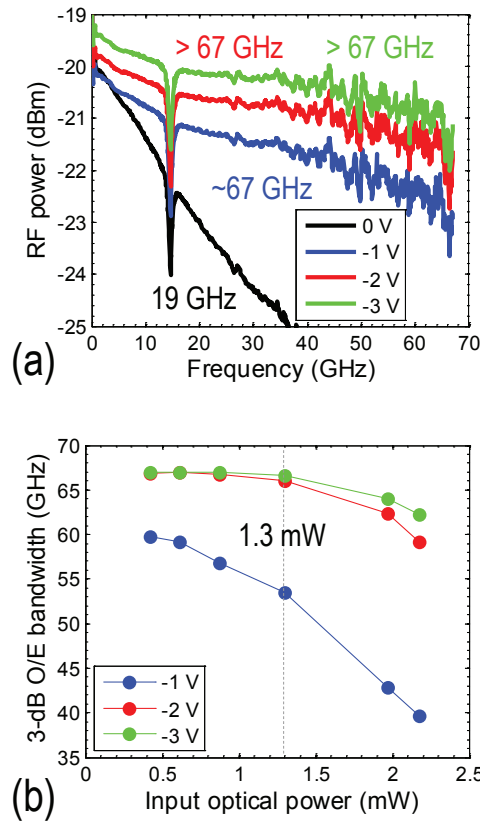 -19
-20
-21
-22
-23
-24
-25
RF power (dBm)
> 67 GHz
> 67 GHz
~67 GHz
19 GHz
0 V
-1 V
-2 V
-3 V
0 10 20 30 40 50 60 70
Frequency (GHz)
(a)
70
65
60
55
50
45
40
35
3-dB O/E bandwidth (GHz)
1.3 mW
-1 V
-2 V
-3 V
0 0.5 1 1.5 2 2.5
Input optical power (mW)
(b)